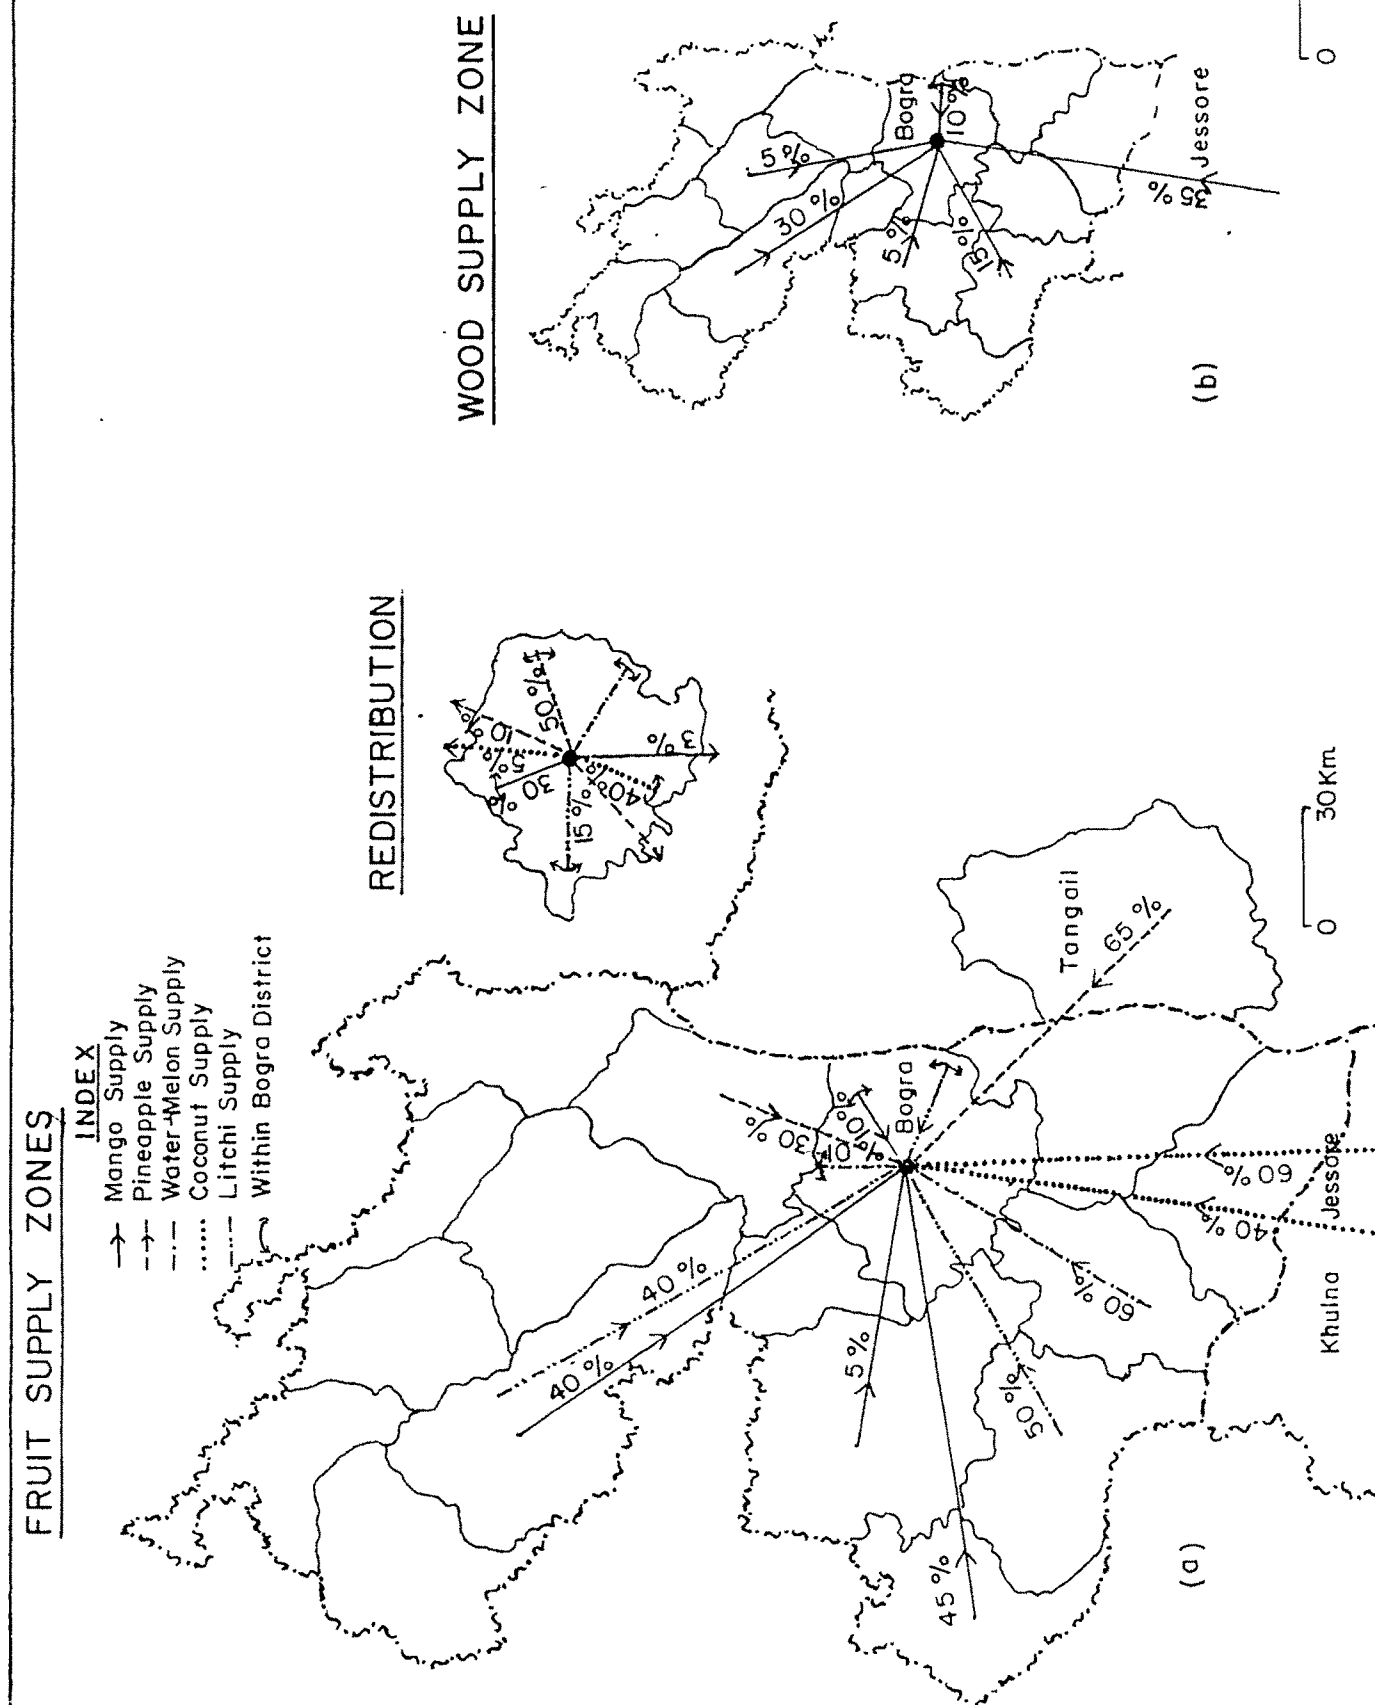 FRUIT SUPPLY ZONES
INDEX
Mango Supply
Pineapple Supply
Water-Melon Supply
Coconut Supply
Litchi Supply
Within Bogra District
40 %
40 %
30 %
10 %
10 %
Bogra
5 %
45 %
50 %
60 %
40 %
60 %
65 %
Tangail
Khulna
Jessore
0
30 Km
(a)
REDISTRIBUTION
50 %
10 %
5 %
30 %
15 %
40 %
3 %
WOOD SUPPLY ZONE
5 %
30 %
Bogra
10 %
5 %
15 %
35 %
Jessore
(b)
0